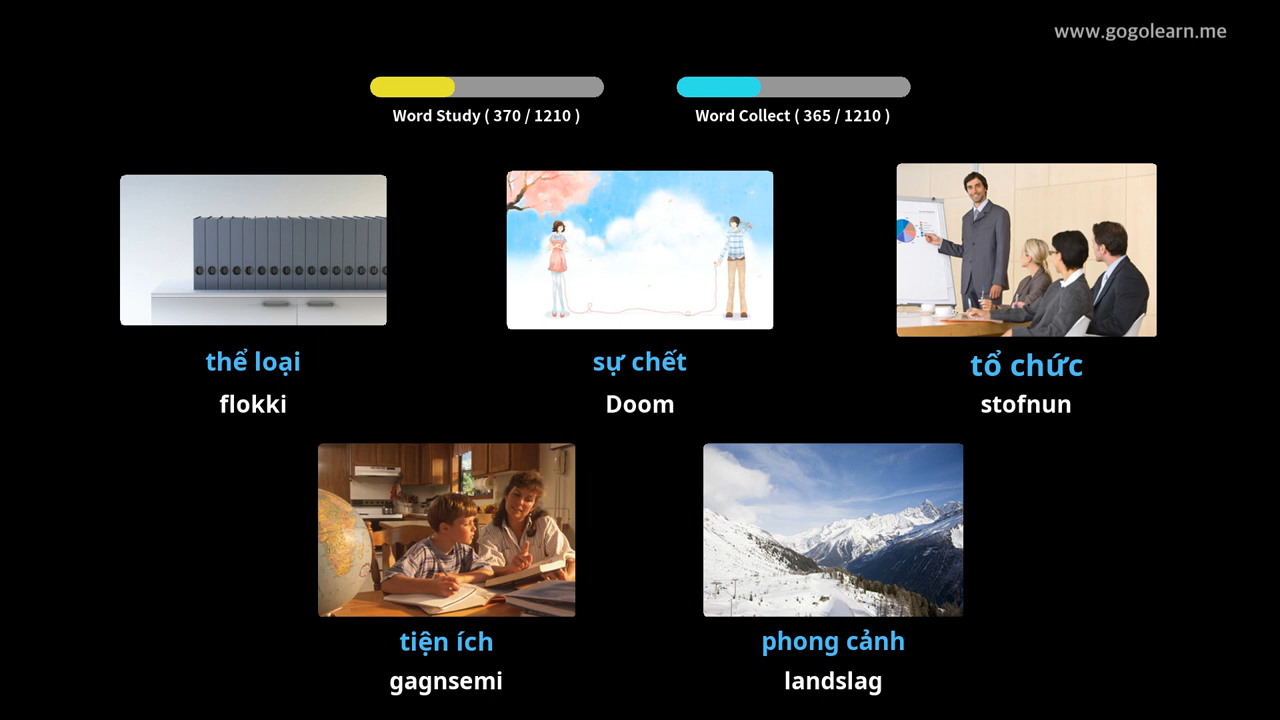 www.gogolearn.me
Word Study ( 370 / 1210 )
Word Collect ( 365 / 1210 )
thể loại
flokki
sự chết
Doom
tổ chức
stofnun
tiện ích
gagnsemi
phong cảnh
landslag